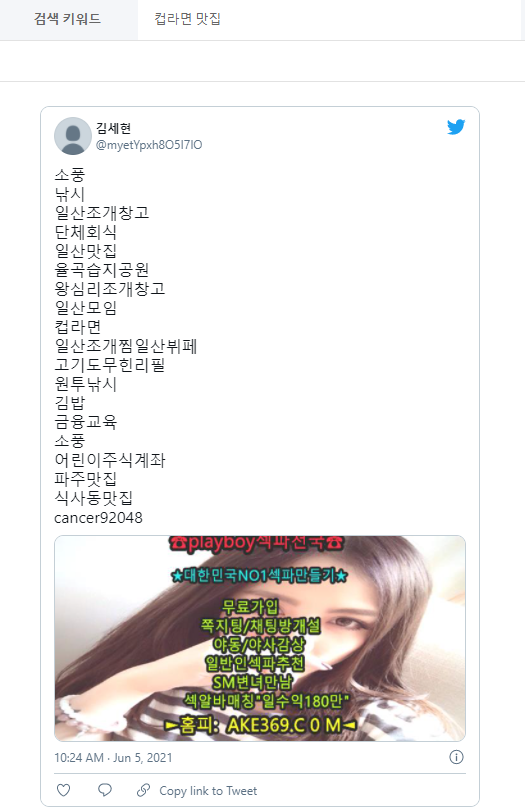 검색 키워드
컵라면 맛집
김세현
@myetYpxh8O5I7IO
소풍
낚시
일산조개창고
단체회식
일산맛집
율곡습지공원
왕십리조개창고
일산모임
컵라면
일산조개찜일산뷔페
고기도무힌리필
원투낚시
김밥
금융교육
소풍
어린이주식계좌
파주맛집
식사동맛집
cancer92048
☎playboy섹파천국☎
★대한민국NO1섹파만들기★
무료가입
쪽지팅/채팅방개설
야동/야사감상
일반인섹파추천
SM변녀만남
섹알바매칭"일수익180만"
►홈피: AKE369.C 0 M◄
10:24 AM · Jun 5, 2021
Copy link to Tweet